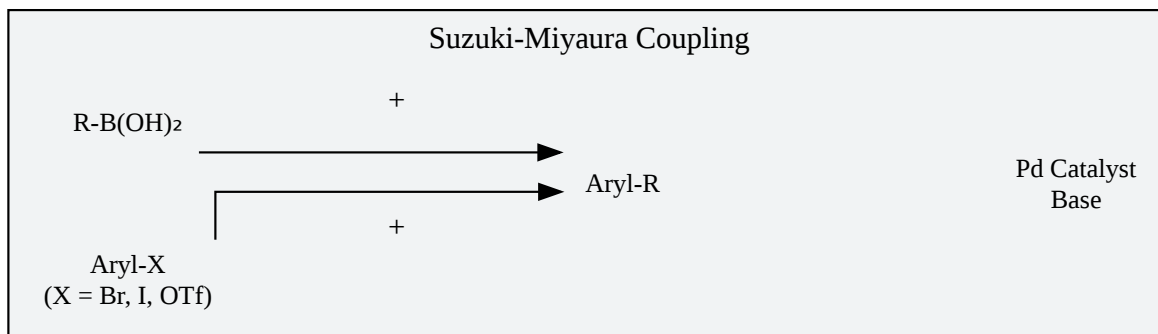 Suzuki-Miyaura Coupling
+
R-B(OH)₂
Aryl-R
Pd Catalyst
Base
+
Aryl-X
(X = Br, I, OTf)